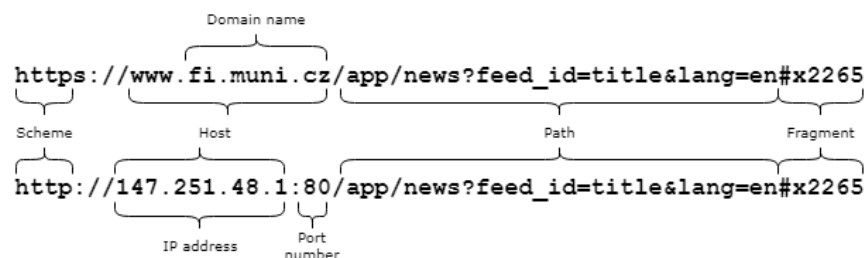 Domain name
https://www.fi.muni.cz/app/news?feed_id=title&lang=en#x2265
Scheme Host Path Fragment
http://147.251.48.1:80/app/news?feed_id=title&lang=en#x2265
IP address Port
number